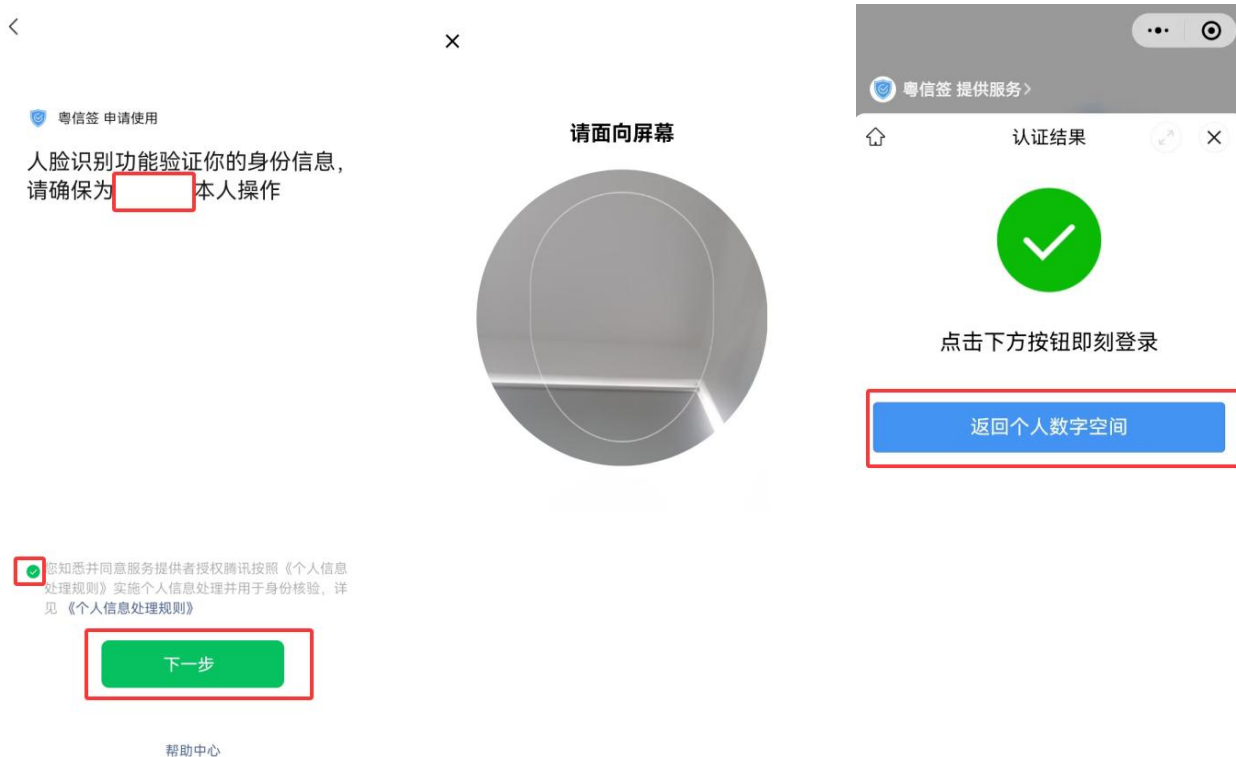 粤信签 申请使用
人脸识别功能验证你的身份信息，
请确保为 本人操作
您知悉并同意服务提供者授权腾讯按照《个人信息
处理规则》实施个人信息处理并用于身份核验，详
见 《个人信息处理规则》
下一步
帮助中心
请面向屏幕
粤信签 提供服务>
认证结果
点击下方按钮即刻登录
返回个人数字空间